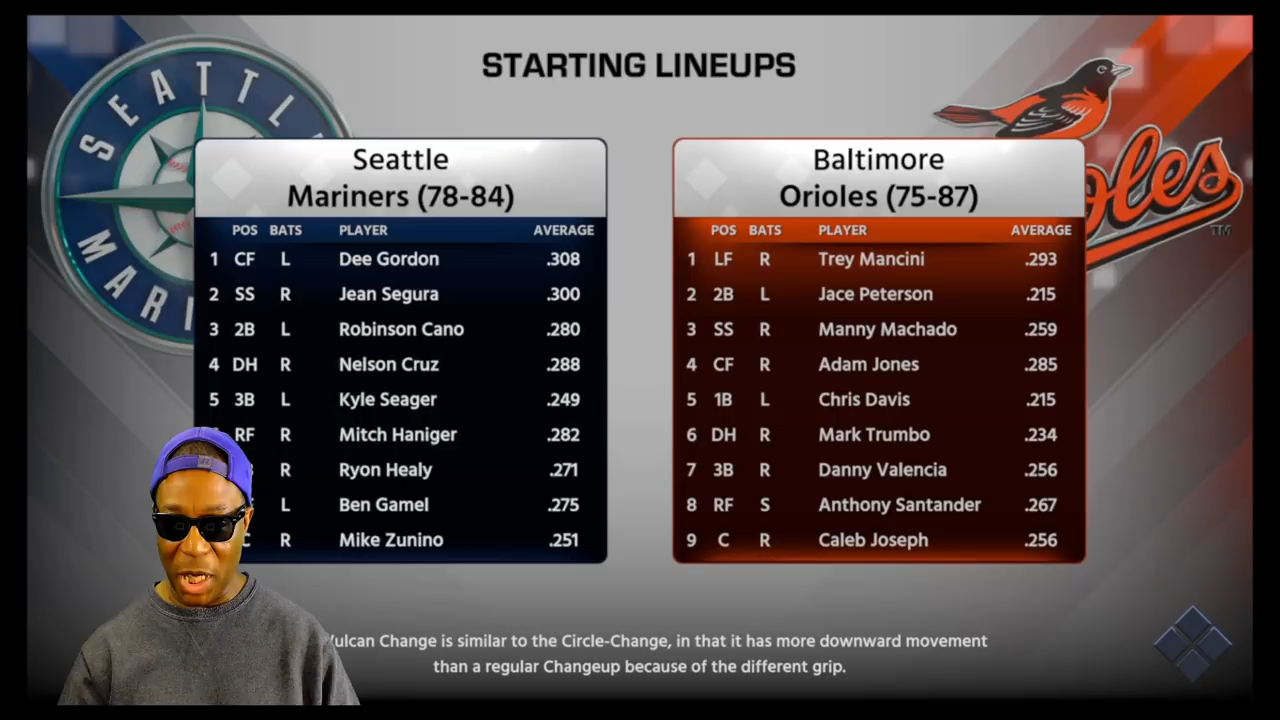 STARTING LINEUPS
SEATTL
MARI
oles
TM
Seattle
Mariners (78-84)
POS BATS PLAYER AVERAGE
1 CF L Dee Gordon .308
2 SS R Jean Segura .300
3 2B L Robinson Cano .280
4 DH R Nelson Cruz .288
5 3B L Kyle Seager .249
RF R Mitch Haniger .282
R Ryon Healy .271
L Ben Gamel .275
C R Mike Zunino .251
Baltimore
Orioles (75-87)
POS BATS PLAYER AVERAGE
1 LF R Trey Mancini .293
2 2B L Jace Peterson .215
3 SS R Manny Machado .259
4 CF R Adam Jones .285
5 1B L Chris Davis .215
6 DH R Mark Trumbo .234
7 3B R Danny Valencia .256
8 RF S Anthony Santander .267
9 C R Caleb Joseph .256
Vulcan Change is similar to the Circle-Change, in that it has more downward movement
than a regular Changeup because of the different grip.